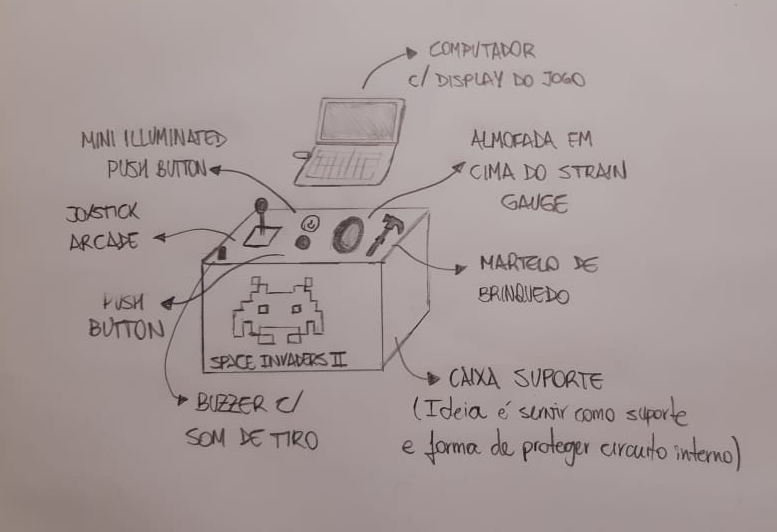 COMPUTADOR
c/ DISPLAY DO JOGO
MINI ILLUMINATED
PUSH BUTTON
ALMOFADA EM
CIMA DO STRAIN
GAUGE
JOYSTICK
ARCADE
MARTELO DE
BRINQUEDO
PUSH
BUTTON
SPACE INVADERS II
CAIXA SUPORTE
(Ideia é servir como suporte
e forma de proteger circuito interno)
BUZZER C/
SOM DE TIRO